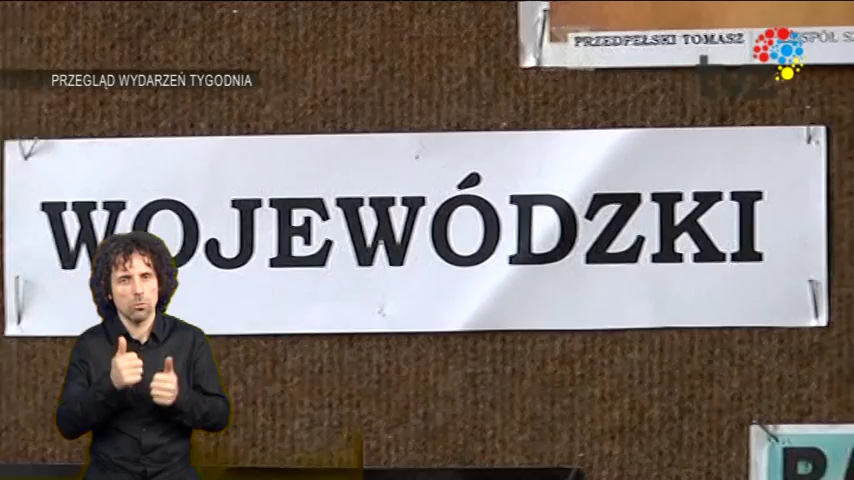 PRZEDPEŁSKI TOMASZ
PRZEGLĄD WYDARZEŃ TYGODNIA
WOJEWÓDZKI